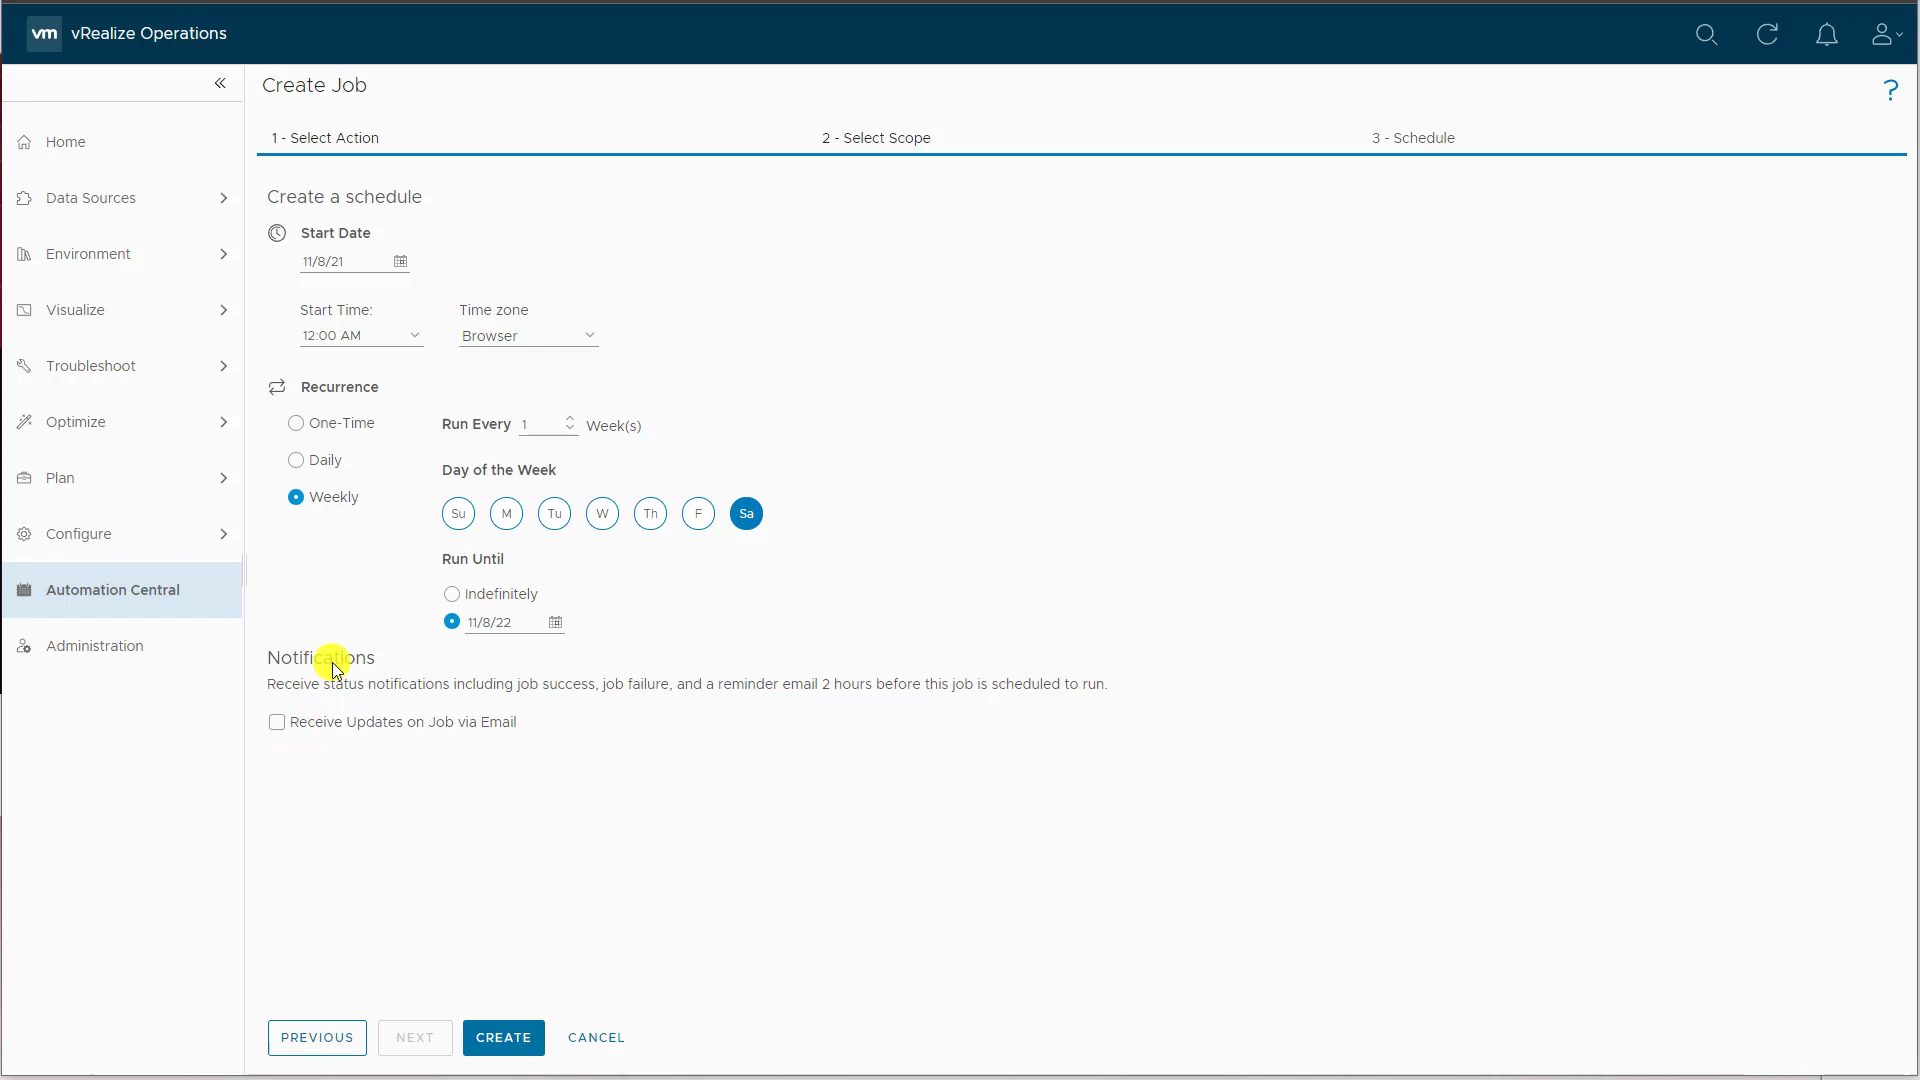 vm vRealize Operations
Create Job
?
1 - Select Action 2 - Select Scope 3 - Schedule
Home
Data Sources
Environment
Visualize
Troubleshoot
Optimize
Plan
Configure
Automation Central
Administration
Create a schedule
Start Date
11/8/21
Start Time: Time zone
12:00 AM Browser
Recurrence
One-Time
Daily
Weekly
Run Every 1 Week(s)
Day of the Week
Su M Tu W Th F Sa
Run Until
Indefinitely
11/8/22
Notifications
Receive status notifications including job success, job failure, and a reminder email 2 hours before this job is scheduled to run.
Receive Updates on Job via Email
PREVIOUS NEXT CREATE CANCEL